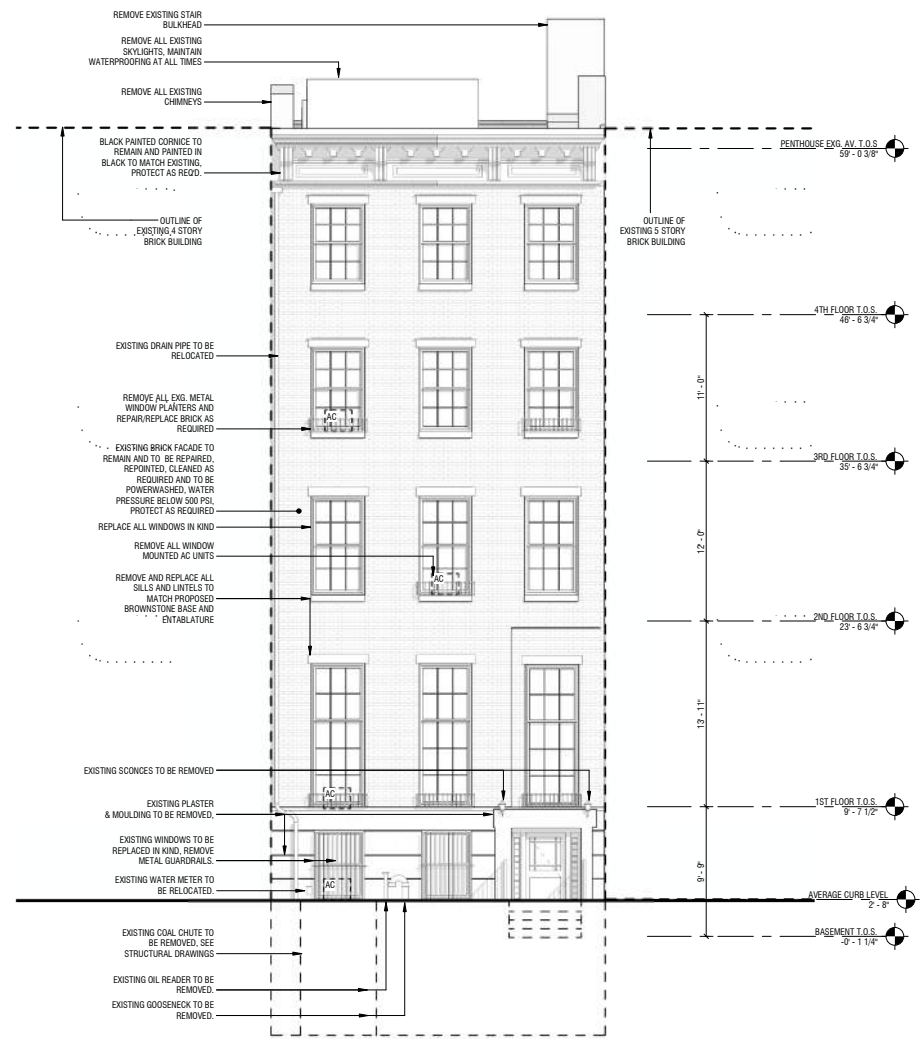 REMOVE EXISTING STAIR
BULKHEAD
REMOVE ALL EXISTING
SKYLIGHTS, MAINTAIN
WATERPROOFING AT ALL TIMES
REMOVE ALL EXISTING
CHIMNEYS
BLACK PAINTED CORNICE TO
REMAIN AND PAINTED IN
BLACK TO MATCH EXISTING,
PROTECT AS REQ'D.
OUTLINE OF
EXISTING 4 STORY
BRICK BUILDING
OUTLINE OF
EXISTING 5 STORY
BRICK BUILDING
PENTHOUSE EXG. AV. T.O.S
59' - 0 3/8"
4TH FLOOR T.O.S.
46' - 6 3/4"
11' - 0"
EXISTING DRAIN PIPE TO BE
RELOCATED
REMOVE ALL EXG. METAL
WINDOW PLANTERS AND
REPAIR/REPLACE BRICK AS
REQUIRED
AC
EXISTING BRICK FACADE TO
REMAIN AND TO BE REPAIRED,
REPOINTED, CLEANED AS
REQUIRED AND TO BE
POWERWASHED, WATER
PRESSURE BELOW 500 PSI,
PROTECT AS REQUIRED
3RD FLOOR T.O.S.
35' - 6 3/4"
12' - 0"
REPLACE ALL WINDOWS IN KIND
REMOVE ALL WINDOW
MOUNTED AC UNITS
AC
REMOVE AND REPLACE ALL
SILLS AND LINTELS TO
MATCH PROPOSED
BROWNSTONE BASE AND
ENTABLATURE
2ND FLOOR T.O.S.
23' - 6 3/4"
13' - 11"
EXISTING SCONCES TO BE REMOVED
AC
EXISTING PLASTER
& MOULDING TO BE REMOVED,
1ST FLOOR T.O.S.
9' - 7 1/2"
EXISTING WINDOWS TO BE
REPLACED IN KIND, REMOVE
METAL GUARDRAILS.
9' - 9"
EXISTING WATER METER TO
BE RELOCATED.
AC
AVERAGE CURB LEVEL
2' - 8"
BASEMENT T.O.S.
-0' - 1 1/4"
EXISTING COAL CHUTE TO
BE REMOVED, SEE
STRUCTURAL DRAWINGS
EXISTING OIL READER TO BE
REMOVED.
EXISTING GOOSENECK TO BE
REMOVED.